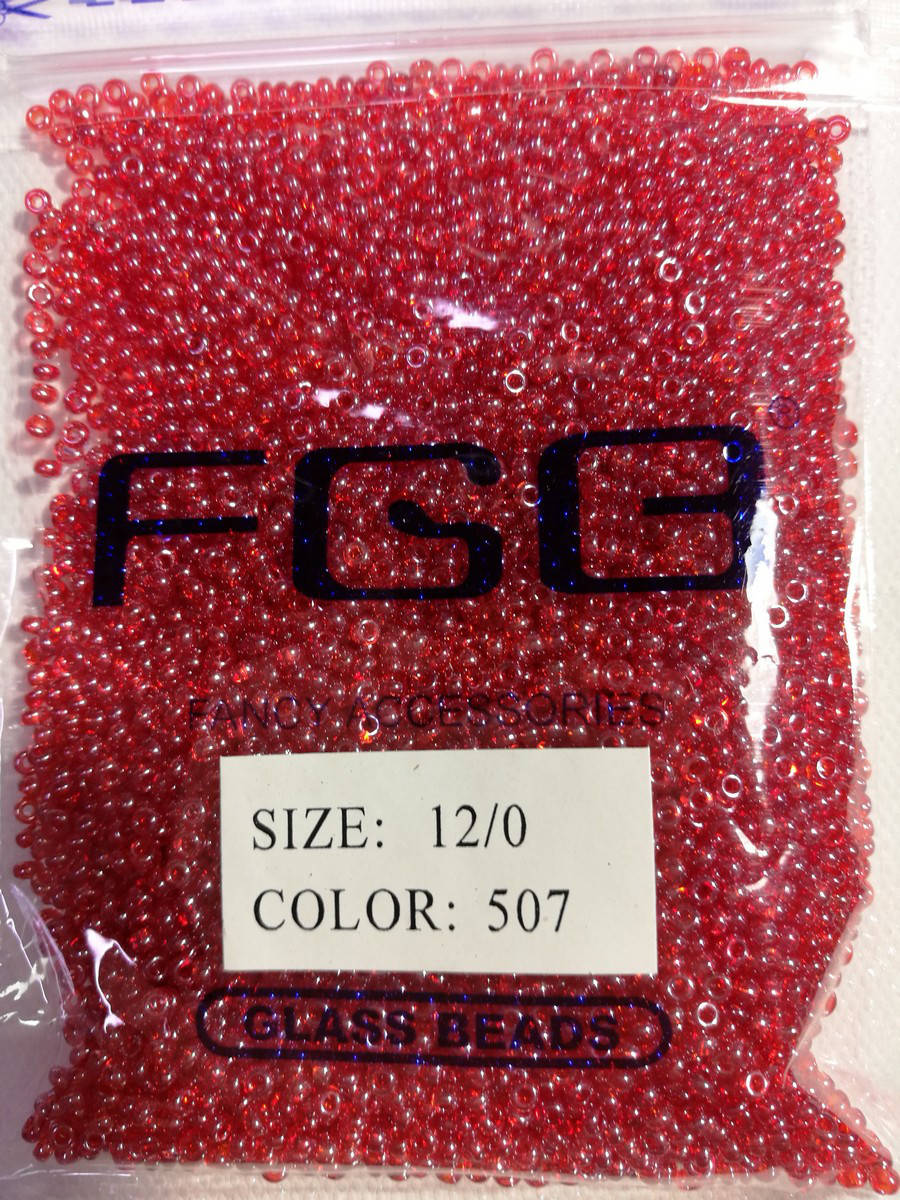 FGB
FANCY ACCESSORIES
SIZE: 12/0
COLOR: 507
GLASS BEADS